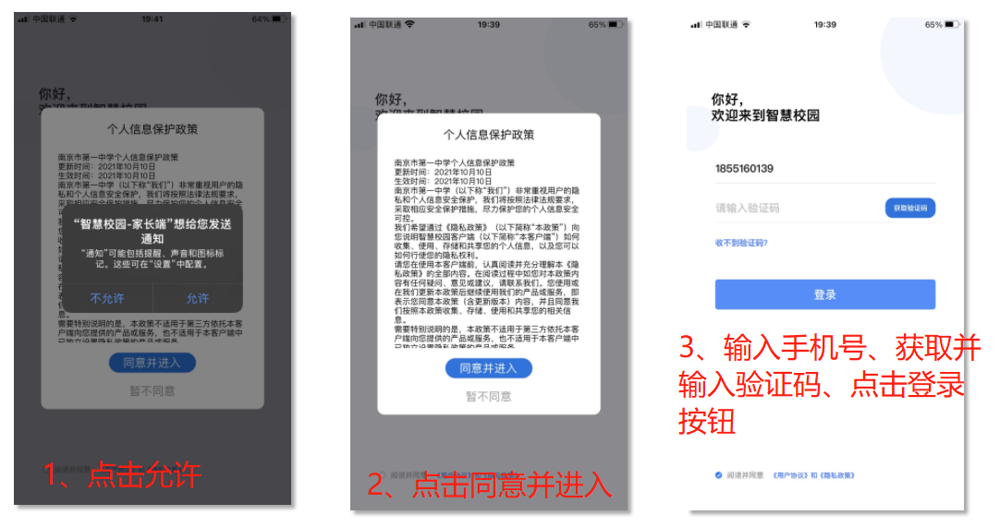 中国联通
19:41
64%
你好,
欢迎来到智慧校园
个人信息保护政策
南京市第一中学个人信息保护政策
更新时间：2021年10月10日
生效时间：2021年10月10日
南京市第一中学（以下称“我们”）非常重视用户的隐
私和个人信息安全保护，我们将按照法律法规要求，
采取相应安全保护措施，尽力保护您的个人信息安全
“智慧校园-家长端”想给您发送
通知
“通知”可能包括提醒、声音和图标标
记。这些可在“设置”中配置。
不允许
允许
息。
需要特别说明的是，本政策不适用于第三方依托本客
户端向您提供的产品或服务，也不适用于本客户端中
已独立设置隐私政策的产品或服务
同意并进入
暂不同意
1、点击允许
中国联通
19:39
65%
你好,
欢迎来到智慧校园
个人信息保护政策
南京市第一中学个人信息保护政策
更新时间：2021年10月10日
生效时间：2021年10月10日
南京市第一中学（以下称“我们”）非常重视用户的隐
私和个人信息安全保护，我们将按照法律法规要求，
采取相应安全保护措施，尽力保护您的个人信息安全
可控。
我们希望通过《隐私政策》（以下简称“本政策”）向
您说明智慧校园客户端（以下简称“本客户端”）如何
收集、使用、存储和共享您的个人信息，以及您可以
如何行使您的隐私权利。
请您在使用本客户端前，认真阅读并充分理解本《隐
私政策》的全部内容。在阅读过程中如您对本政策内
容有任何疑问、意见或建议，请联系我们。您使用或
在我们更新本政策后继续使用我们的产品或服务，即
表示您同意本政策（含更新版本）内容，并且同意我
们按照本政策收集、存储、使用和共享您的相关信
息。
需要特别说明的是，本政策不适用于第三方依托本客
户端向您提供的产品或服务，也不适用于本客户端中
已独立设置隐私政策的产品或服务
同意并进入
暂不同意
阅读并同意
2、点击同意并进入
中国联通
19:39
65%
你好,
欢迎来到智慧校园
1855160139
请输入验证码
获取验证码
收不到验证码?
登录
3、输入手机号、获取并
输入验证码、点击登录
按钮
阅读并同意 《用户协议》和《隐私政策》